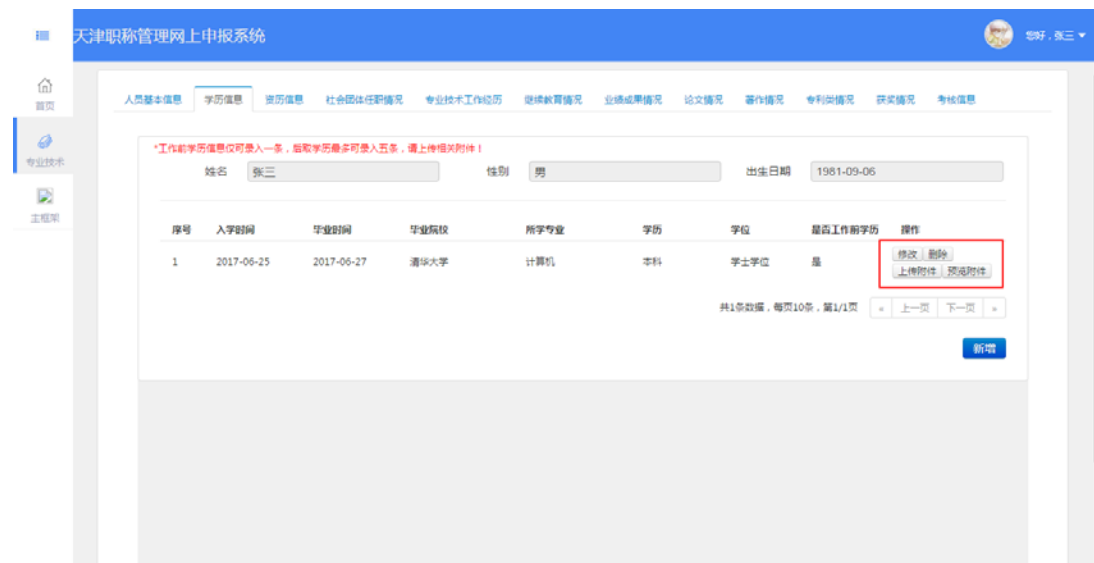 天津职称管理网上申报系统
您好，张三
首页
专业技术
主框架
人员基本信息 学历信息 资历信息 社会团体任职情况 专业技术工作经历 继续教育情况 业绩成果情况 论文情况 著作情况 专利类情况 获奖情况 考核信息
*工作前学历信息仅可录入一条，后取学历最多可录入五条，请上传相关附件！
姓名 张三 性别 男 出生日期 1981-09-06
序号 入学时间 毕业时间 毕业院校 所学专业 学历 学位 是否工作前学历 操作
1 2017-06-25 2017-06-27 清华大学 计算机 本科 学士学位 是 修改 删除
上传附件 预览附件
共1条数据，每页10条，第1/1页 « 上一页 下一页 »
新增